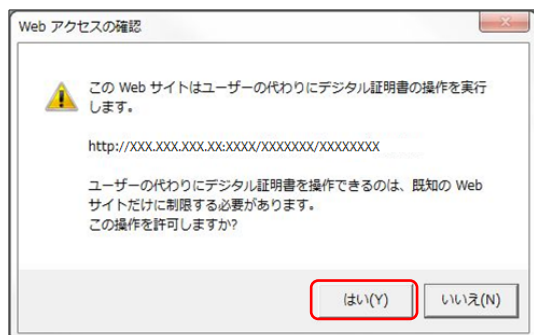 Web アクセスの確認
この Web サイトはユーザーの代わりにデジタル証明書の操作を実行
します。
http://XXX.XXX.XXX.XX:XXXX/XXXXXXX/XXXXXXXX
ユーザーの代わりにデジタル証明書を操作できるのは、既知の Web
サイトだけに制限する必要があります。
この操作を許可しますか?
はい(Y) いいえ(N)